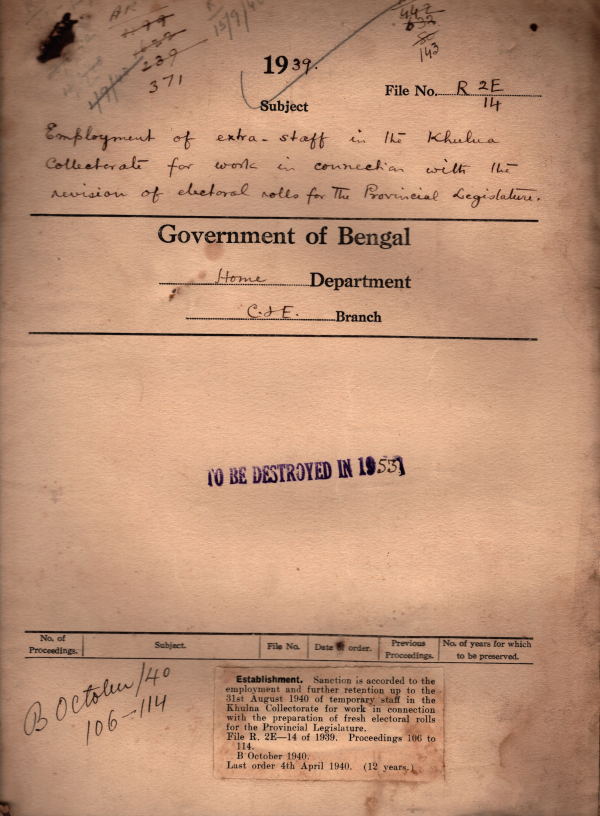 15/9/4
239
371
143
1939.
File No. R 2E/14
Subject
Employment of extra-staff in the Khulna
Collectorate for work in connection with the
revision of electoral rolls for the Provincial Legislature.
Government of Bengal
Home Department
C. & E. Branch
TO BE DESTROYED IN 1953
No. of Proceedings. Subject. File No. Date of order. Previous Proceedings. No. of years for which to be preserved.
B October/40
106–114
Establishment. Sanction is accorded to the
employment and further retention up to the
31st August 1940 of temporary staff in the
Khulna Collectorate for work in connection
with the preparation of fresh electoral rolls
for the Provincial Legislature.
File R. 2E—14 of 1939. Proceedings 106 to
114.
B October 1940.
Last order 4th April 1940. (12 years.)